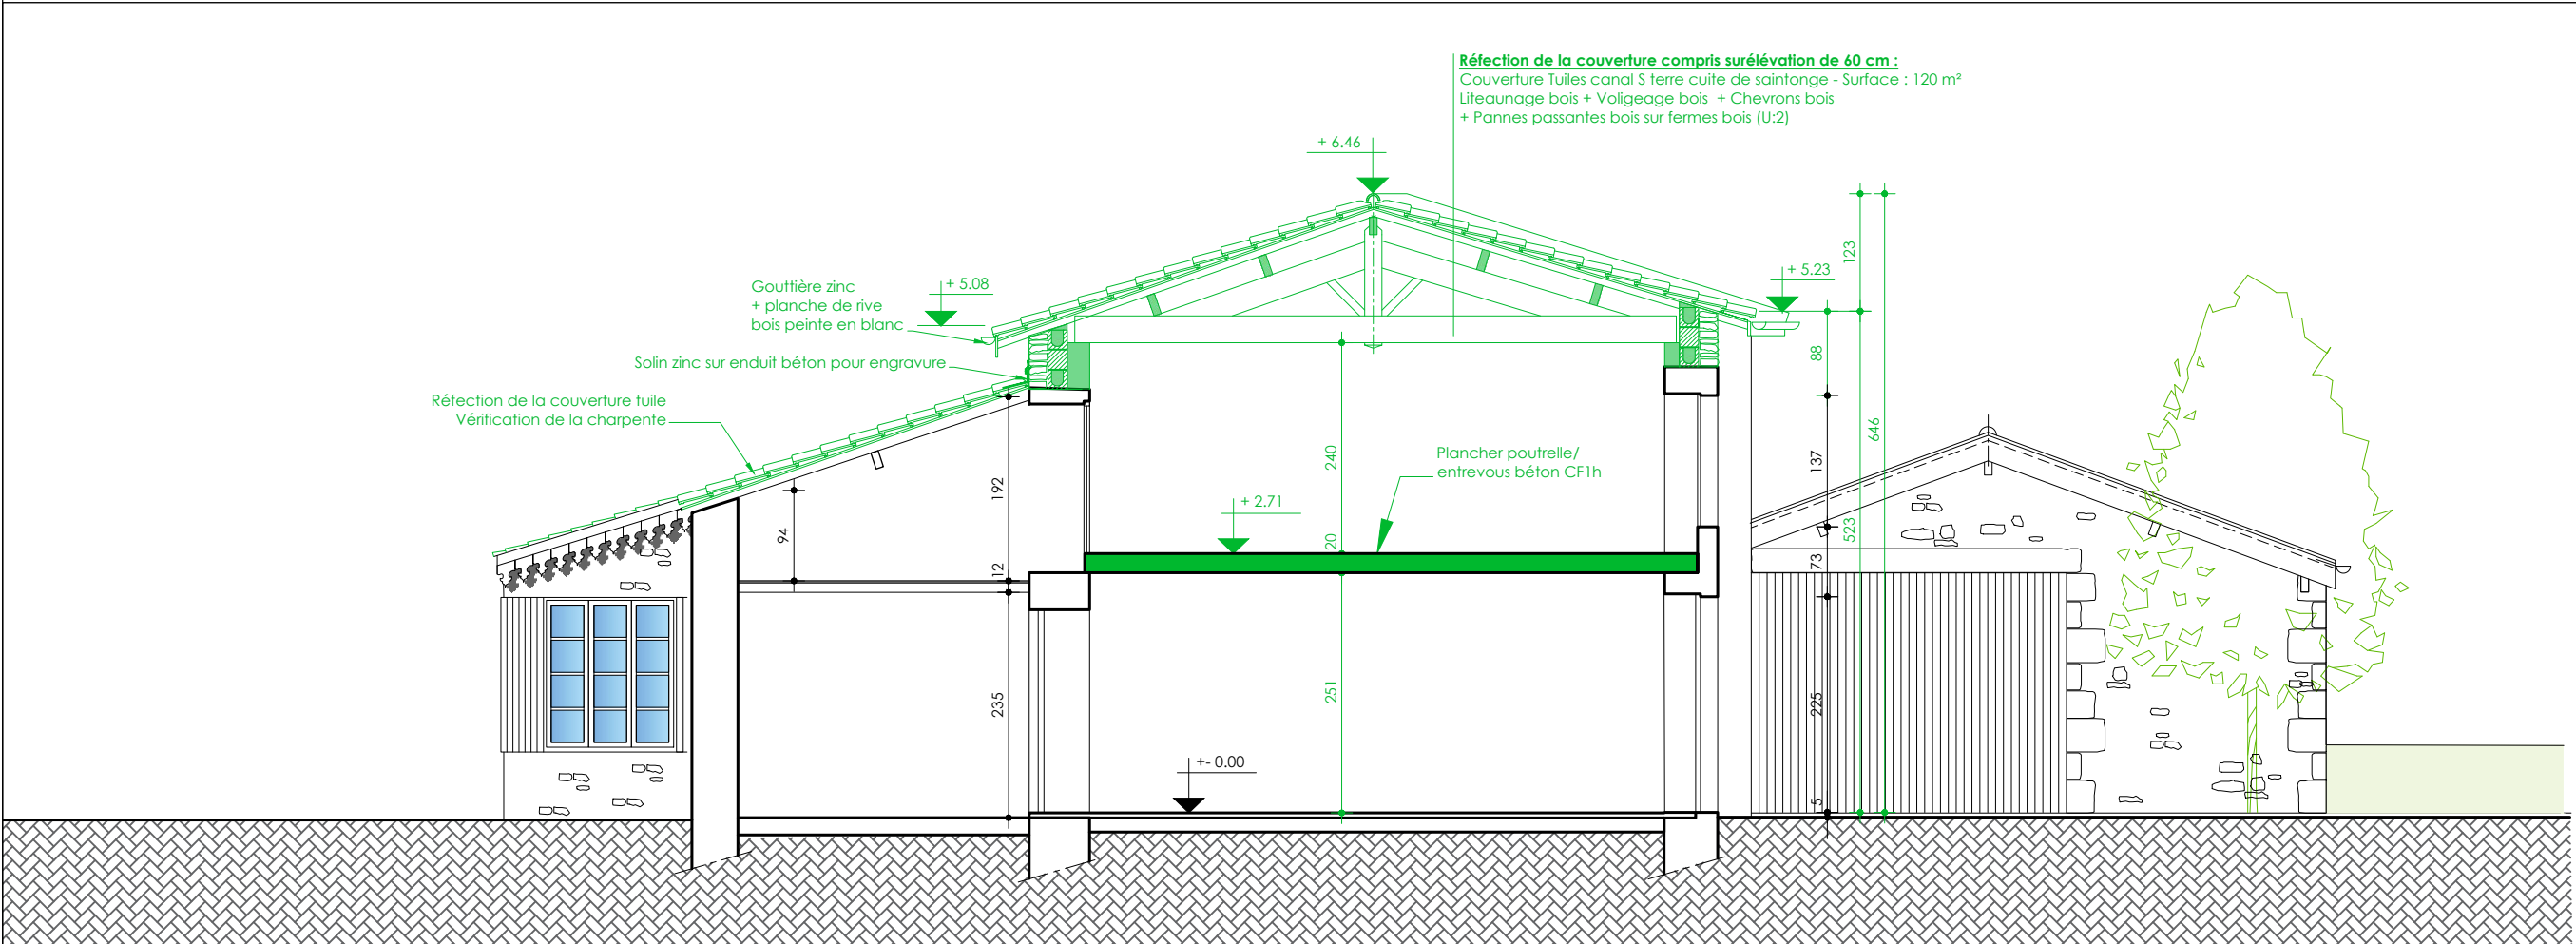 Réfection de la couverture compris surélévation de 60 cm :
Couverture Tuiles canal S terre cuite de saintonge - Surface : 120 m²
Liteaunage bois + Voligeage bois + Chevrons bois
+ Pannes passantes bois sur fermes bois (U:2)
+ 6.46
+ 5.23
+ 5.08
Gouttière zinc
+ planche de rive
bois peinte en blanc
Solin zinc sur enduit béton pour engravure
Réfection de la couverture tuile
Vérification de la charpente
Plancher poutrelle/
entrevous béton CF1h
+ 2.71
+- 0.00
94
192
12
235
240
20
251
123
88
646
137
523
73
225
5